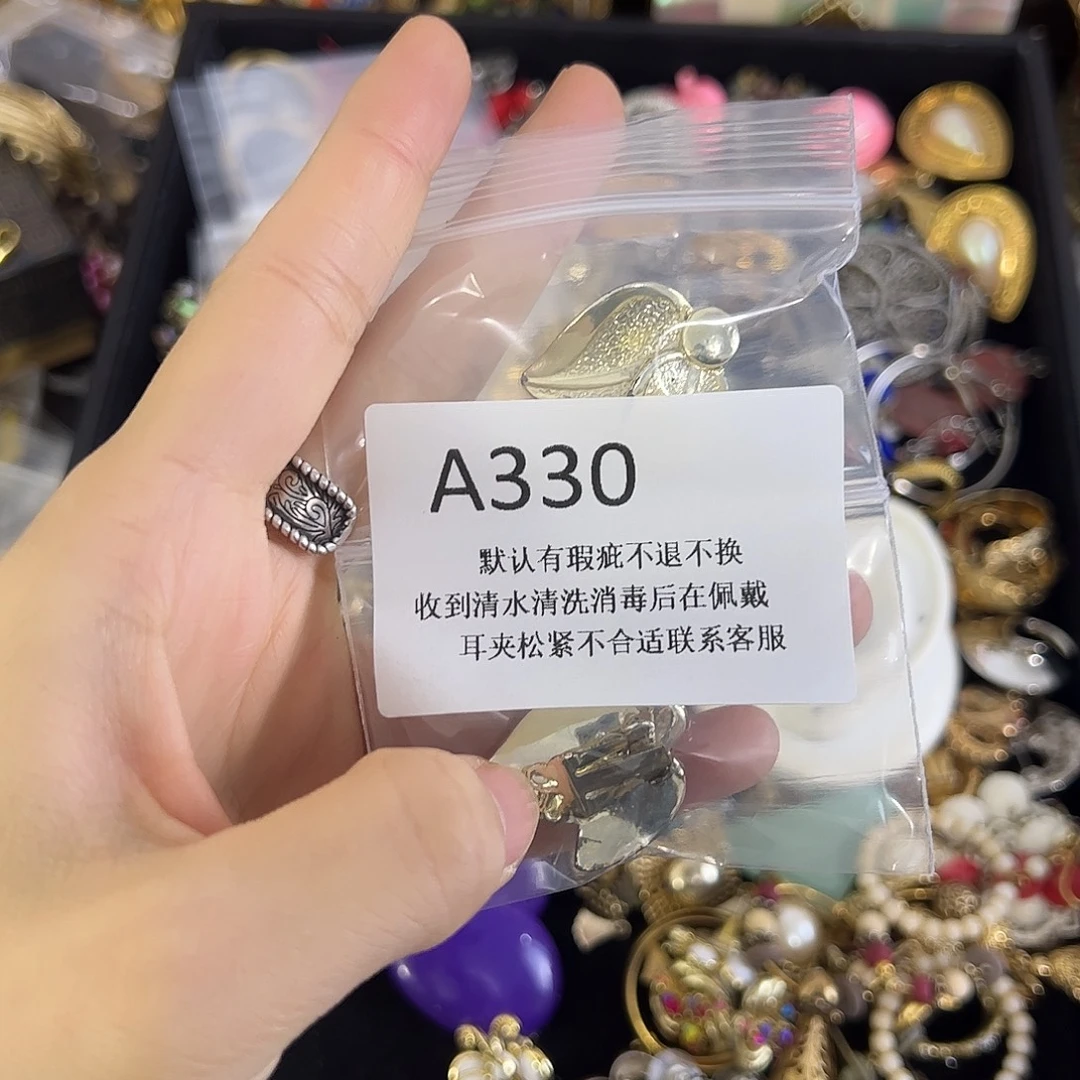 A330
默认有瑕疵不退不换
收到清水清洗消毒后在佩戴
耳夹松紧不合适联系客服